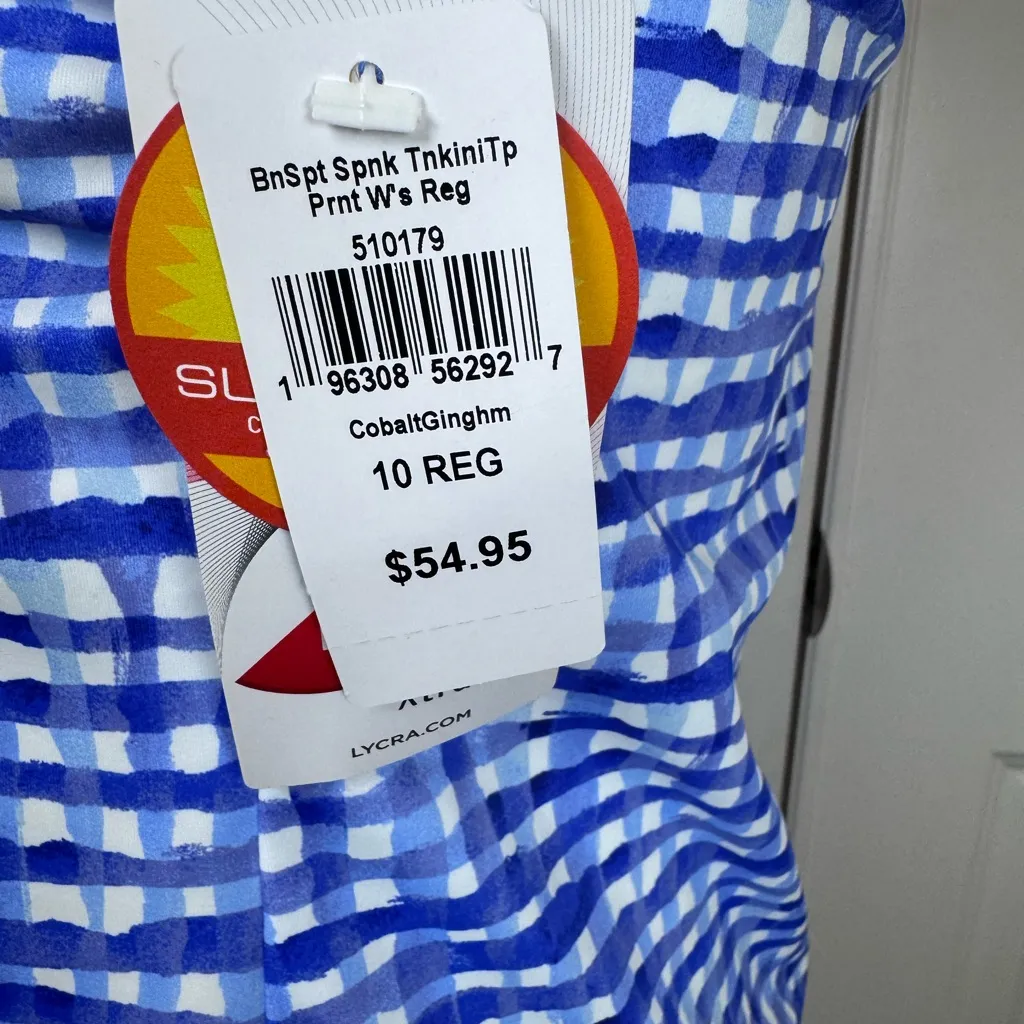 BnSpt Spnk TnkiniTp
Prnt W's Reg
510179
1 96308 56292 7
CobaltGinghm
10 REG
$54.95
LYCRA.COM